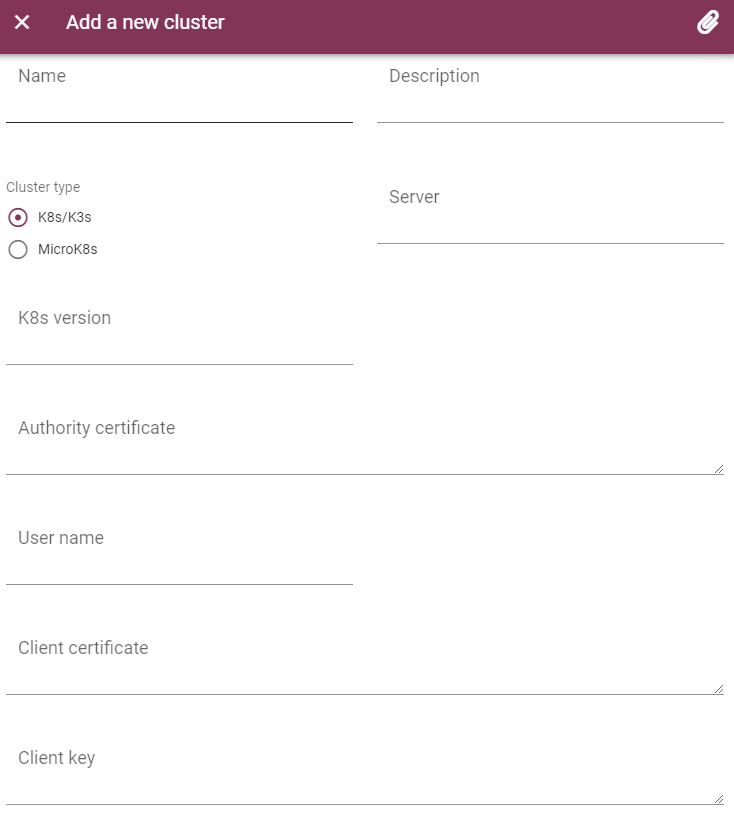 Add a new cluster
Name
Description
Cluster type
K8s/K3s
MicroK8s
Server
K8s version
Authority certificate
User name
Client certificate
Client key